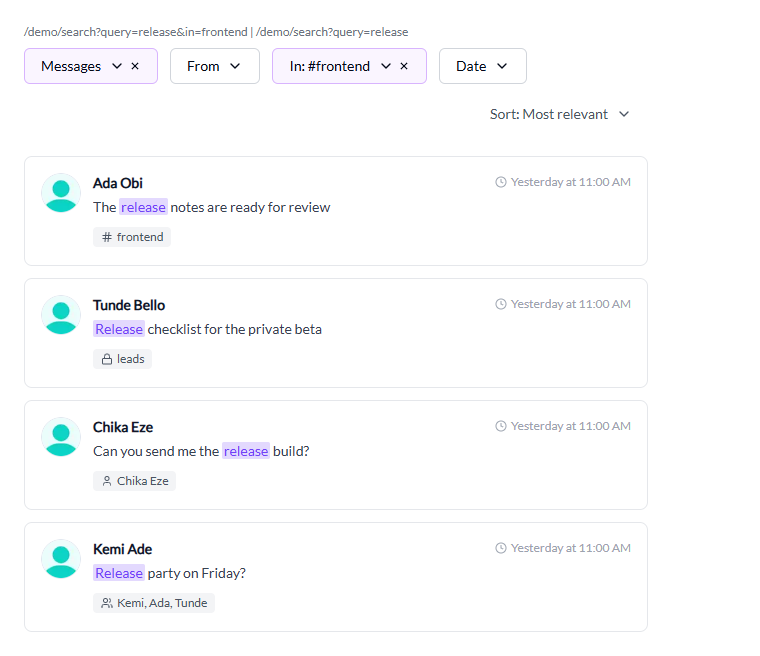 /demo/search?query=release&in=frontend | /demo/search?query=release
Messages From In: #frontend Date
Sort: Most relevant
Ada Obi Yesterday at 11:00 AM
The release notes are ready for review
# frontend
Tunde Bello Yesterday at 11:00 AM
Release checklist for the private beta
leads
Chika Eze Yesterday at 11:00 AM
Can you send me the release build?
Chika Eze
Kemi Ade Yesterday at 11:00 AM
Release party on Friday?
Kemi, Ada, Tunde